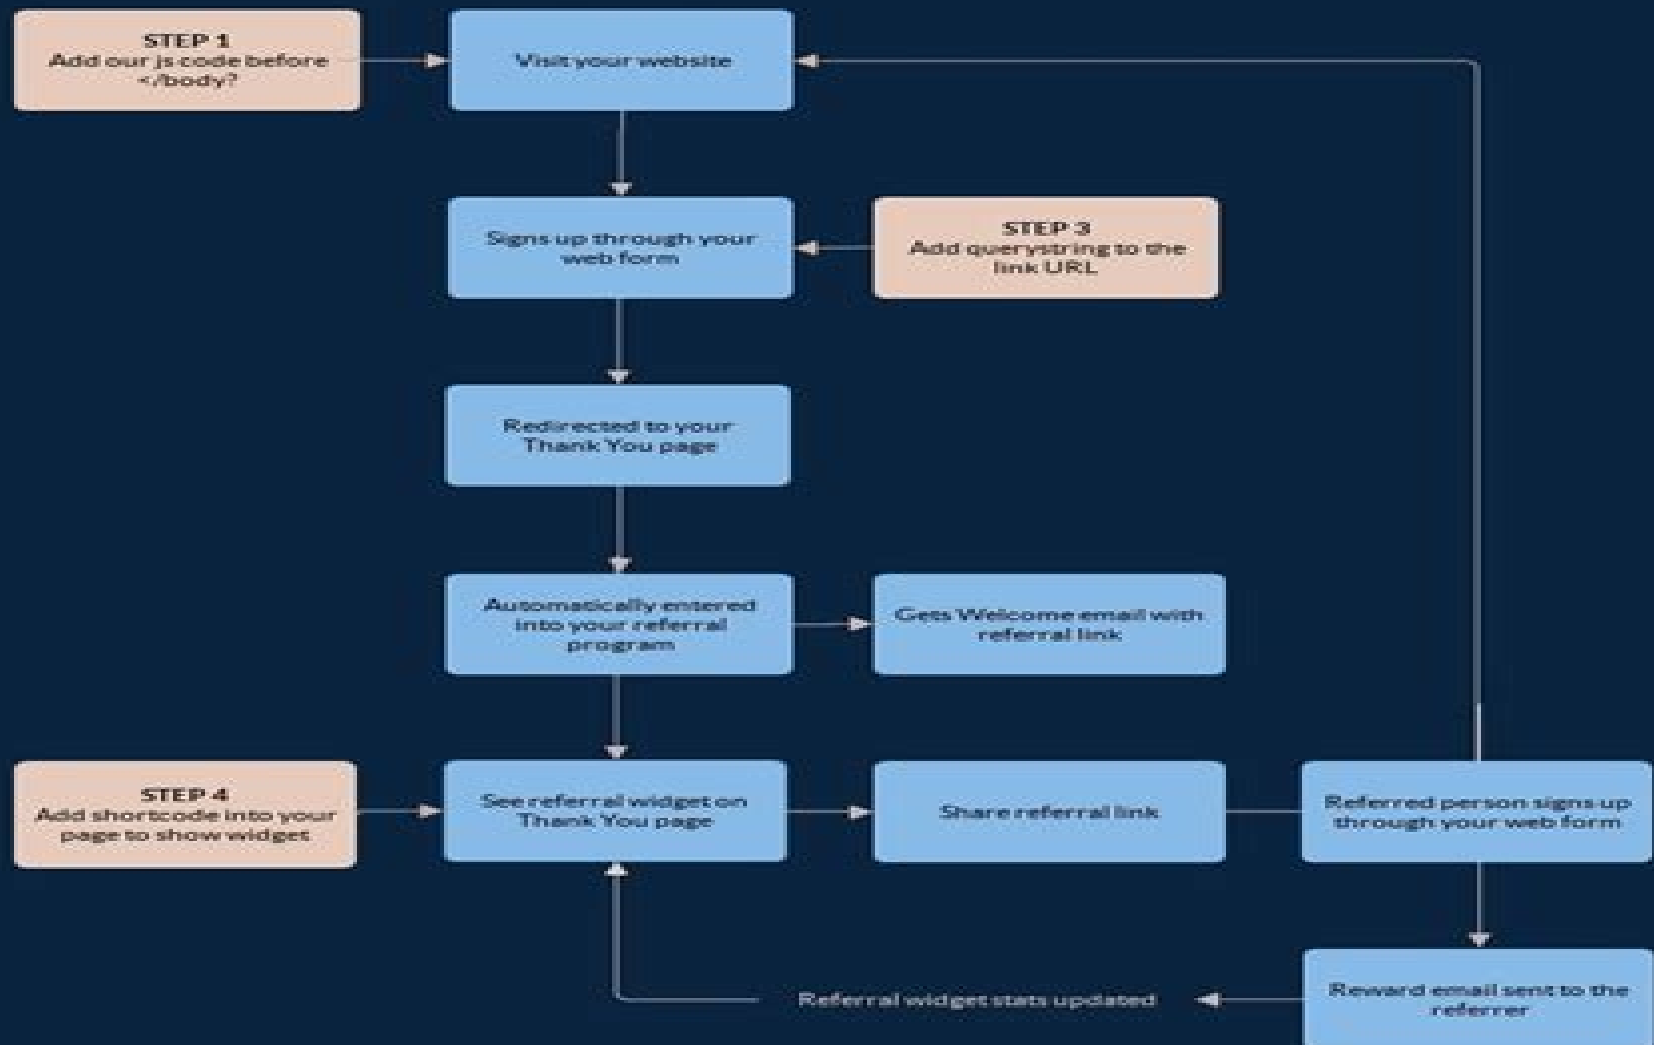 STEP 1
Add our js code before
</body?
Visit your website
Signs up through your
web form
STEP 3
Add querystring to the
link URL
Redirected to your
Thank You page
Automatically entered
into your referral
program
Gets Welcome email with
referral link
STEP 4
Add shortcode into your
page to show widget
See referral widget on
Thank You page
Share referral link
Referred person signs up
through your web form
Referral widget stats updated
Reward email sent to the
referrer